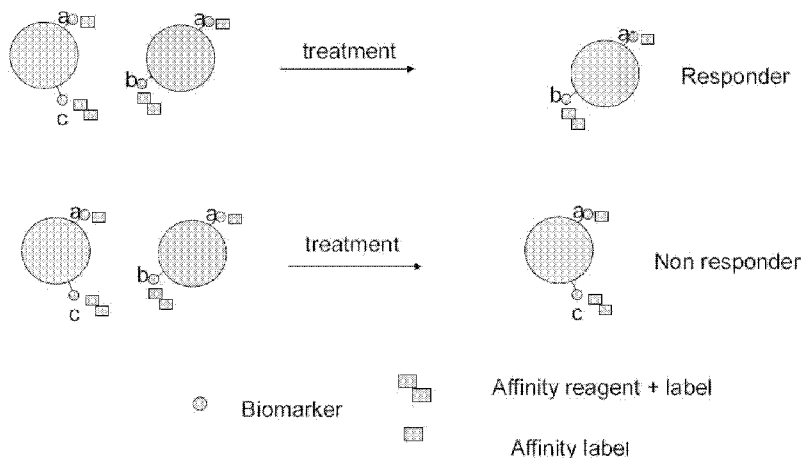 a
a
treatment
a
Responder
b
b
c
a
a
treatment
a
Non responder
b
c
c
Biomarker
Affinity reagent + label
Affinity label